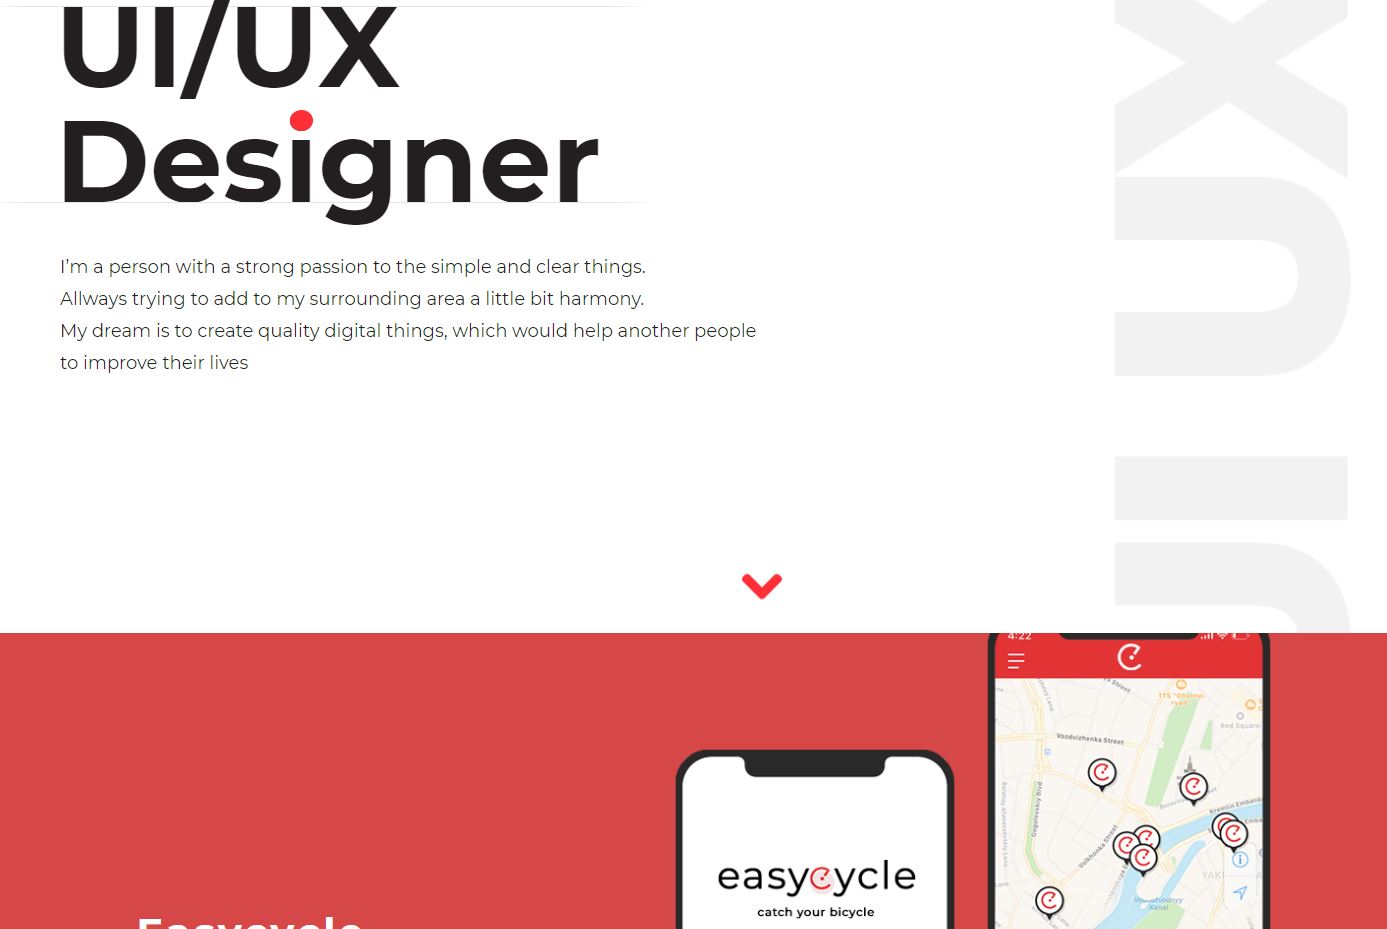 UI/UX
Designer
I'm a person with a strong passion to the simple and clear things.
Allways trying to add to my surrounding area a little bit harmony.
My dream is to create quality digital things, which would help another people
to improve their lives
UI UX
4:22
Street
Red Square
Vozdvizhenka Street
Gogolevskiy Blvd
Volkhonka Street
Kremlin
YAKI
Vodootvodnyy
Kanal
easycycle
catch your bicycle
Easycycle